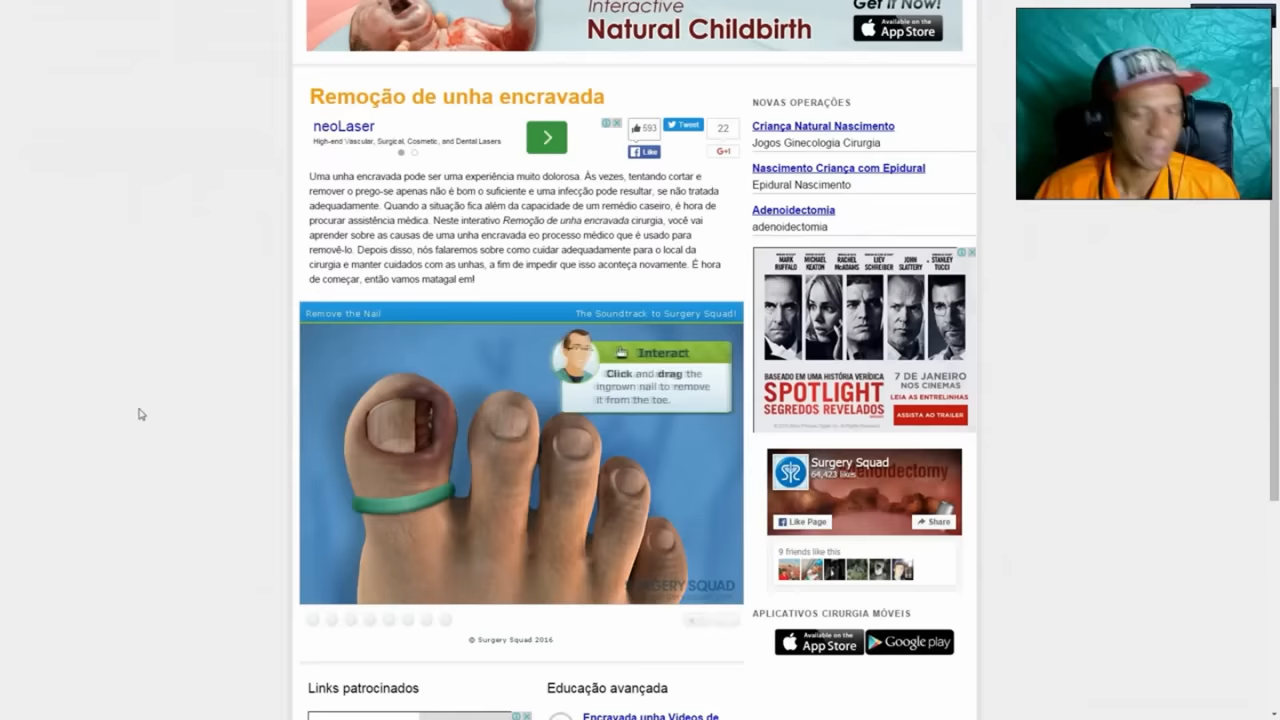 Interactive
Natural Childbirth
Get it Now!
Available on the
App Store
Remoção de unha encravada
neoLaser
High-end Vascular, Surgical, Cosmetic, and Dental Lasers
593
Like
Tweet
22
G+1
Uma unha encravada pode ser uma experiência muito dolorosa. Às vezes, tentando cortar e
remover o prego-se apenas não é bom o suficiente e uma infecção pode resultar, se não tratada
adequadamente. Quando a situação fica além da capacidade de um remédio caseiro, é hora de
procurar assistência médica. Neste interativo Remoção de unha encravada cirurgia, você vai
aprender sobre as causas de uma unha encravada eo processo médico que é usado para
removê-lo. Depois disso, nós falaremos sobre como cuidar adequadamente para o local da
cirurgia e manter cuidados com as unhas, a fim de impedir que isso aconteça novamente. É hora
de começar, então vamos matagal em!
Remove the Nail
The Soundtrack to Surgery Squad!
Interact
Click and drag the
ingrown nail to remove
it from the toe.
SURGERY SQUAD
© Surgery Squad 2016
Links patrocinados
Educação avançada
Encravada unha Vídeos de
NOVAS OPERAÇÕES
Criança Natural Nascimento
Jogos Ginecologia Cirurgia
Nascimento Criança com Epidural
Epidural Nascimento
Adenoidectomia
adenoidectomia
MARK RUFFALO
MICHAEL KEATON
RACHEL McADAMS
LIEV SCHREIBER
JOHN SLATTERY
STANLEY TUCCI
BASEADO EM UMA HISTÓRIA VERÍDICA
SPOTLIGHT
SEGREDOS REVELADOS
7 DE JANEIRO
NOS CINEMAS
LEIA AS ENTRELINHAS
ASSISTA AO TRAILER
Surgery Squad
64,423 likes
Like Page
Share
9 friends like this
APLICATIVOS CIRURGIA MÓVEIS
Available on the
App Store
Google play